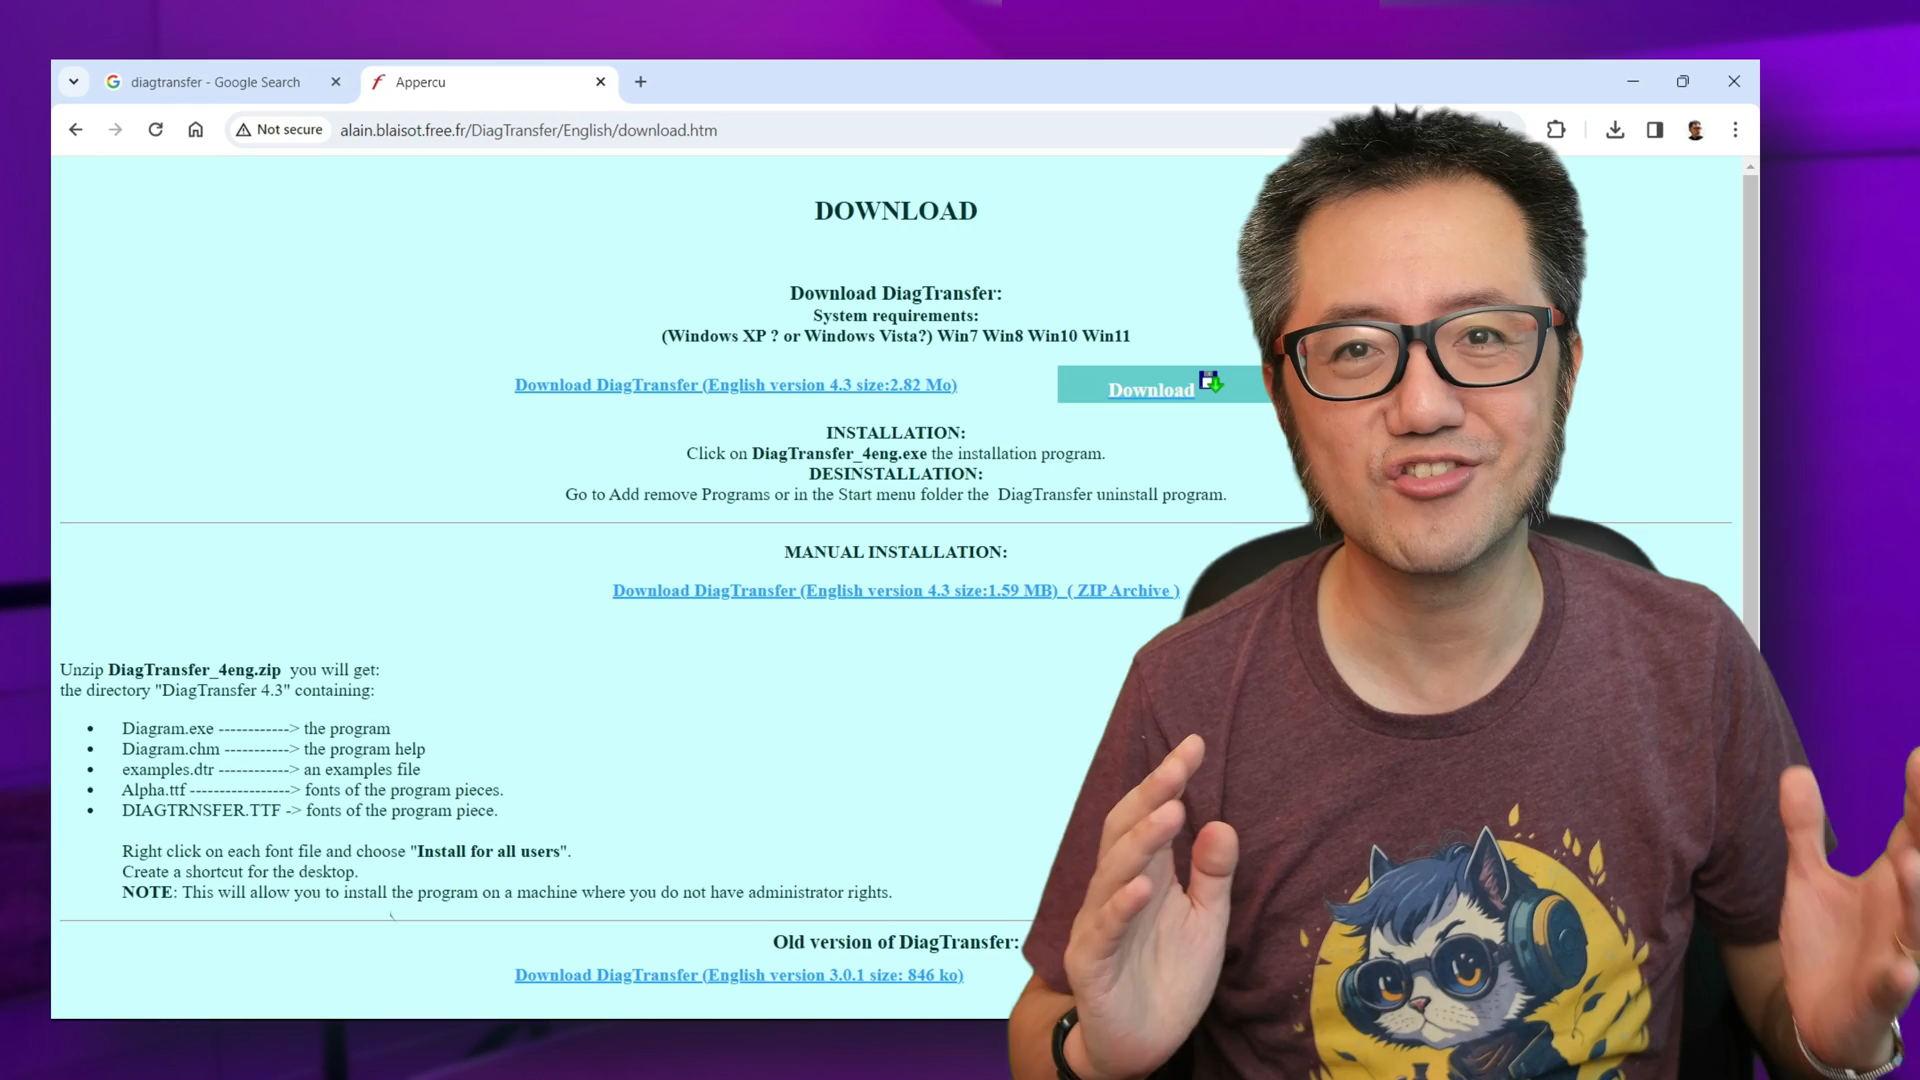 diagtransfer - Google Search
Appercu
Not secure
alain.blaisot.free.fr/DiagTransfer/English/download.htm
DOWNLOAD
Download DiagTransfer:
System requirements:
(Windows XP ? or Windows Vista?) Win7 Win8 Win10 Win11
Download DiagTransfer (English version 4.3 size:2.82 Mo)
Download
INSTALLATION:
Click on DiagTransfer_4eng.exe the installation program.
DESINSTALLATION:
Go to Add remove Programs or in the Start menu folder the DiagTransfer uninstall program.
MANUAL INSTALLATION:
Download DiagTransfer (English version 4.3 size:1.59 MB) ( ZIP Archive )
Unzip DiagTransfer_4eng.zip you will get:
the directory "DiagTransfer 4.3" containing:
• Diagram.exe ------------> the program
• Diagram.chm -----------> the program help
• examples.dtr ------------> an examples file
• Alpha.ttf -----------------> fonts of the program pieces.
• DIAGTRNSFER.TTF -> fonts of the program piece.
Right click on each font file and choose "Install for all users".
Create a shortcut for the desktop.
NOTE: This will allow you to install the program on a machine where you do not have administrator rights.
Old version of DiagTransfer:
Download DiagTransfer (English version 3.0.1 size: 846 ko)